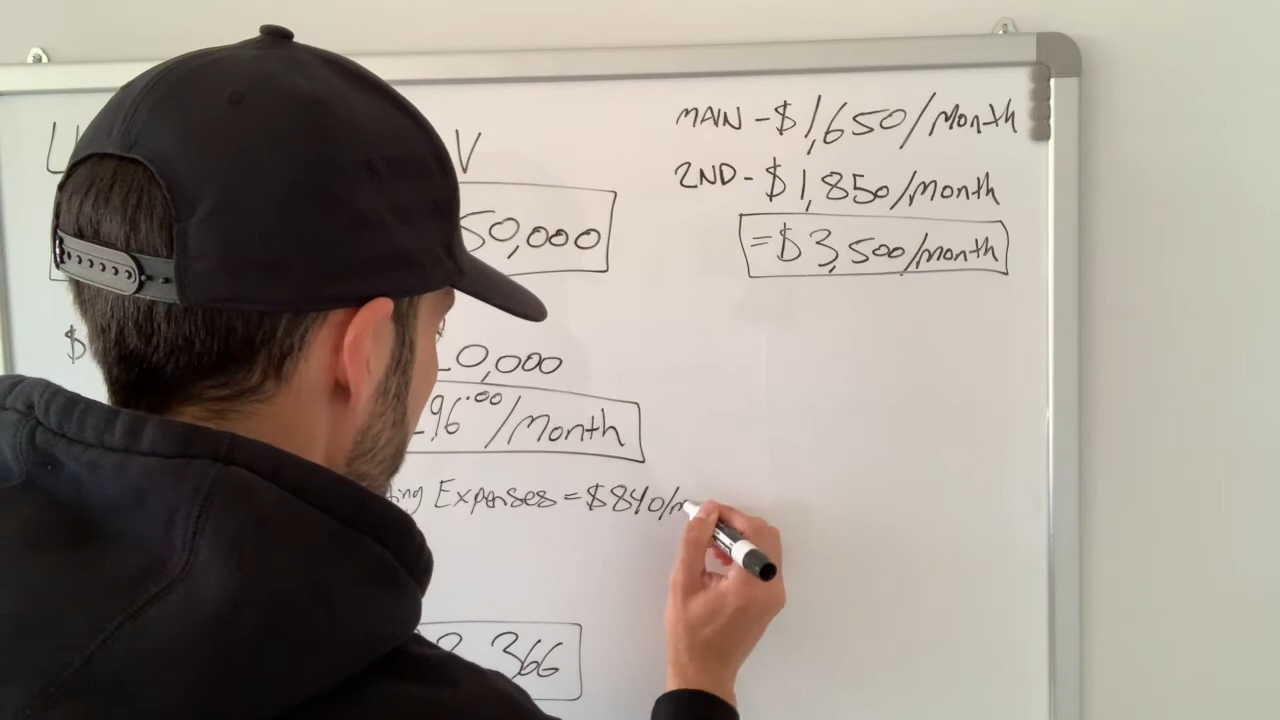 V
50,000
$
0,000
96.00/Month
ting Expenses = $840/m
366
MAIN - $1,650/Month
2ND - $1,850/month
= $3,500/month